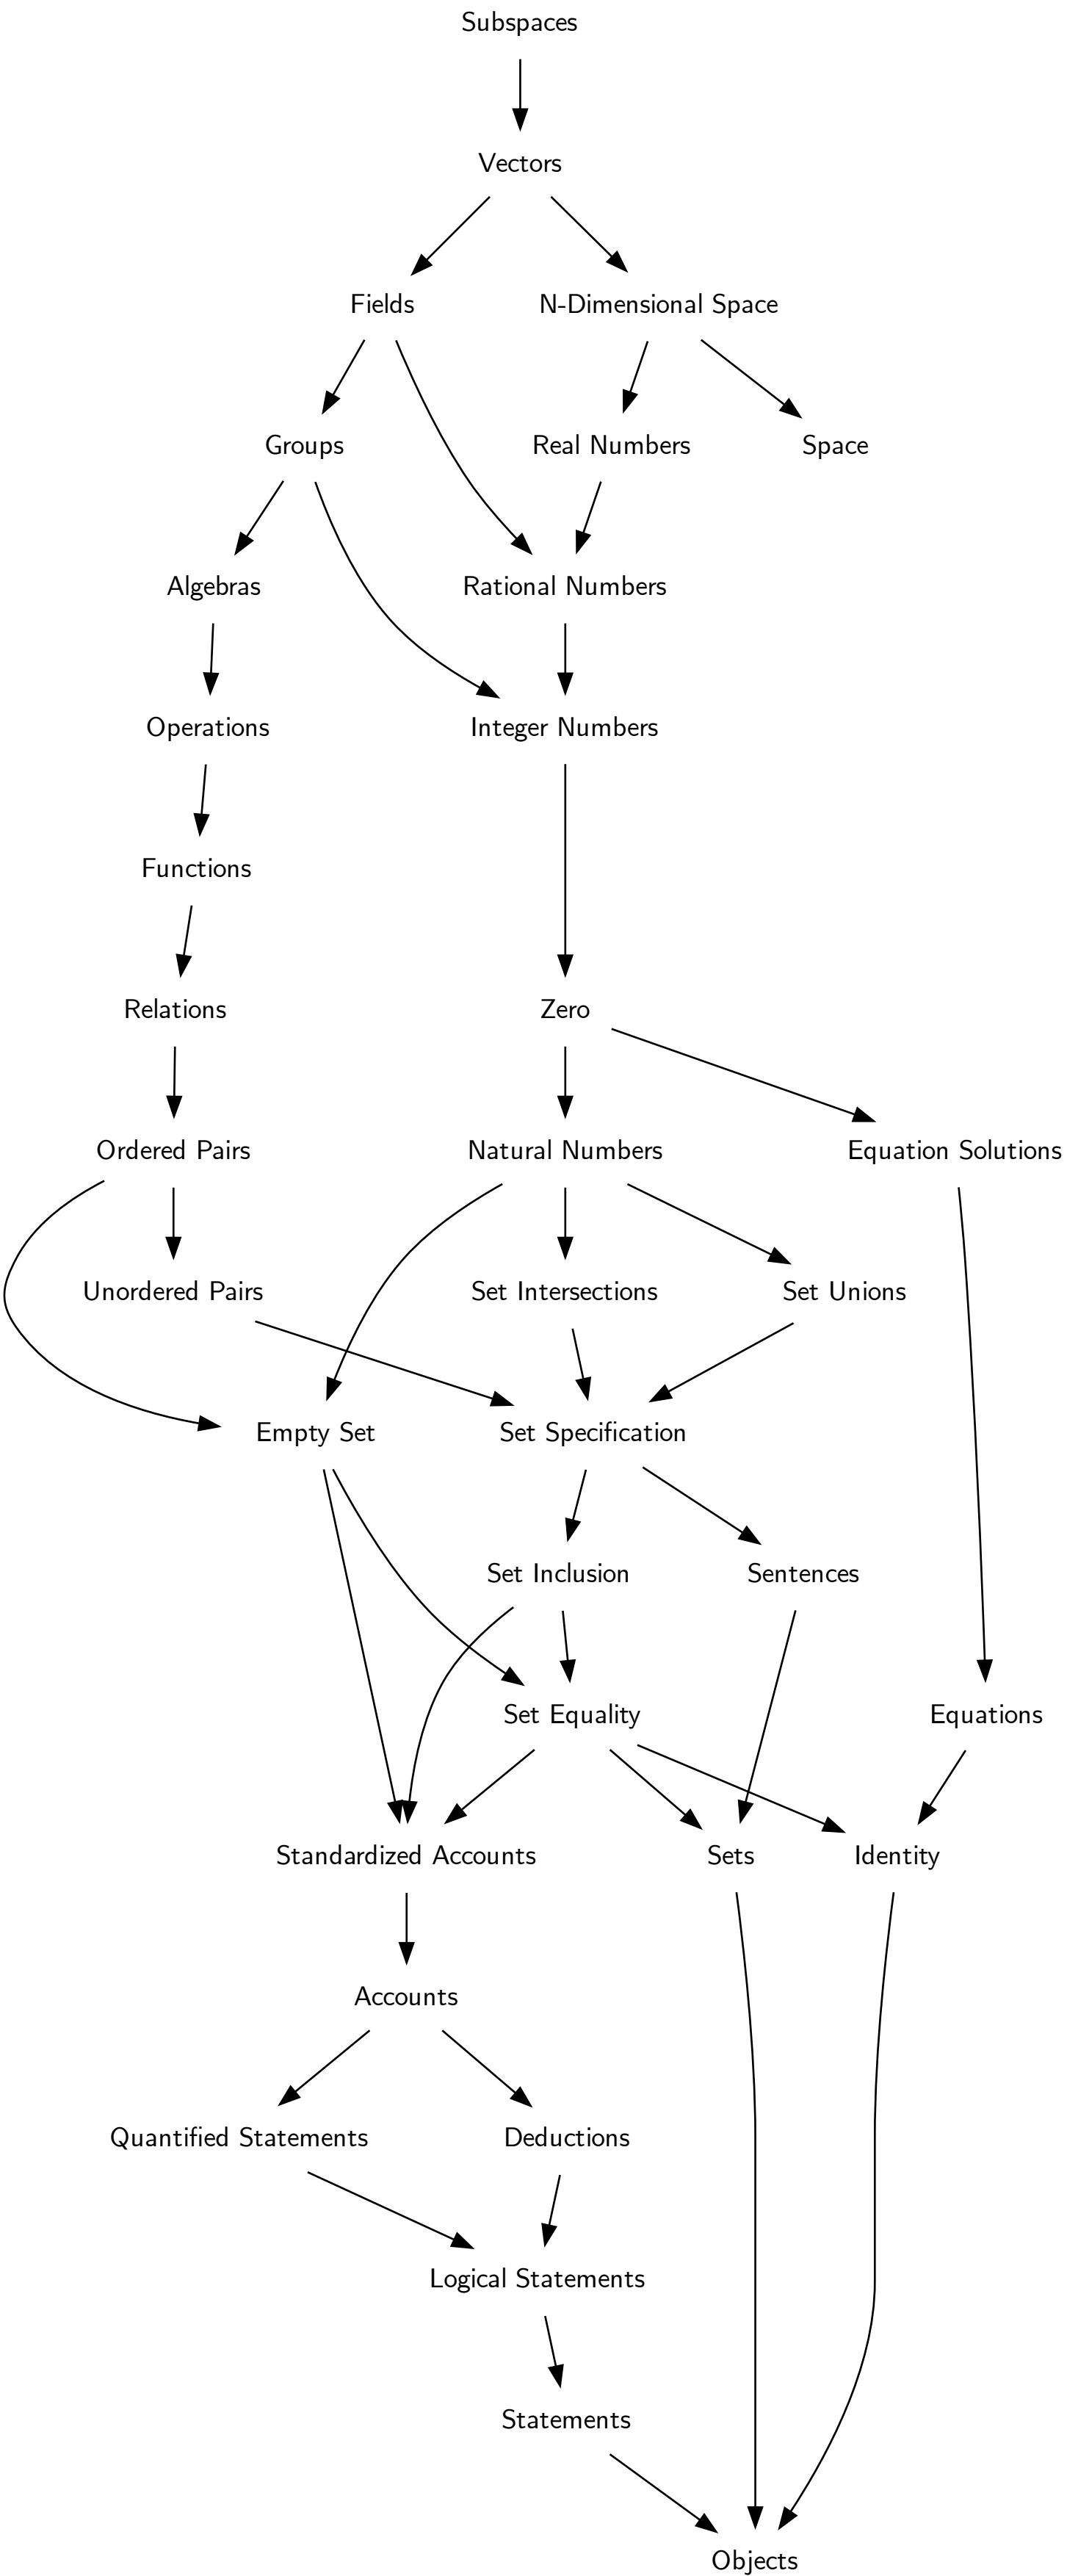 Subspaces
Vectors
Fields
N-Dimensional Space
Groups
Real Numbers
Space
Algebras
Rational Numbers
Operations
Integer Numbers
Functions
Relations
Zero
Ordered Pairs
Natural Numbers
Equation Solutions
Unordered Pairs
Set Intersections
Set Unions
Empty Set
Set Specification
Set Inclusion
Sentences
Set Equality
Equations
Standardized Accounts
Sets
Identity
Accounts
Quantified Statements
Deductions
Logical Statements
Statements
Objects